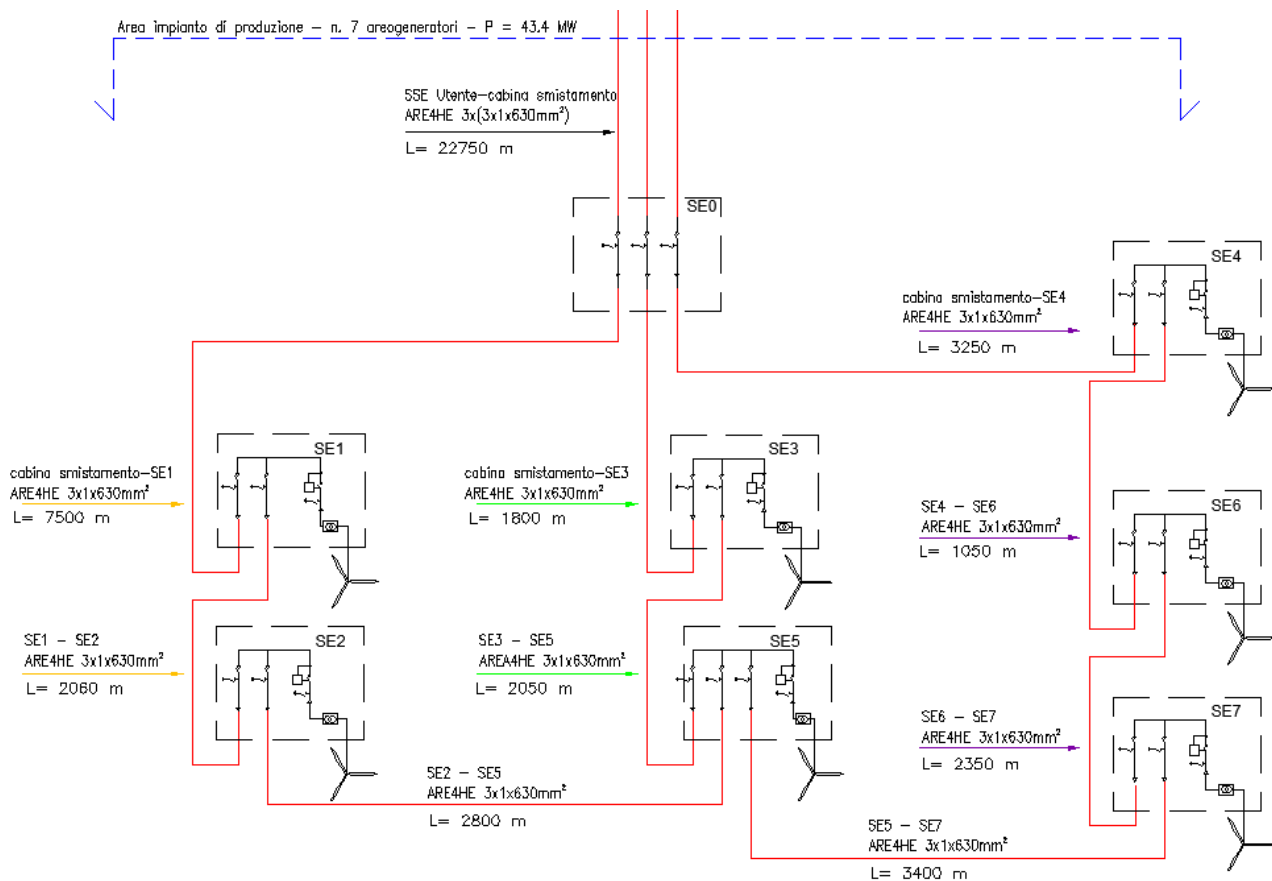 Area impianto di produzione – n. 7 areogeneratori – P = 43.4 MW
SSE Utente–cabina smistamento
ARE4HE 3x(3x1x630mm²)
L= 22750 m
SE0
SE4
cabina smistamento–SE4
ARE4HE 3x1x630mm²
L= 3250 m
SE1
cabina smistamento–SE1
ARE4HE 3x1x630mm²
L= 7500 m
SE3
cabina smistamento–SE3
ARE4HE 3x1x630mm²
L= 1800 m
SE6
SE4 – SE6
ARE4HE 3x1x630mm²
L= 1050 m
SE2
SE1 – SE2
ARE4HE 3x1x630mm²
L= 2060 m
SE5
SE3 – SE5
AREA4HE 3x1x630mm²
L= 2050 m
SE7
SE6 – SE7
ARE4HE 3x1x630mm²
L= 2350 m
SE2 – SE5
ARE4HE 3x1x630mm²
L= 2800 m
SE5 – SE7
ARE4HE 3x1x630mm²
L= 3400 m